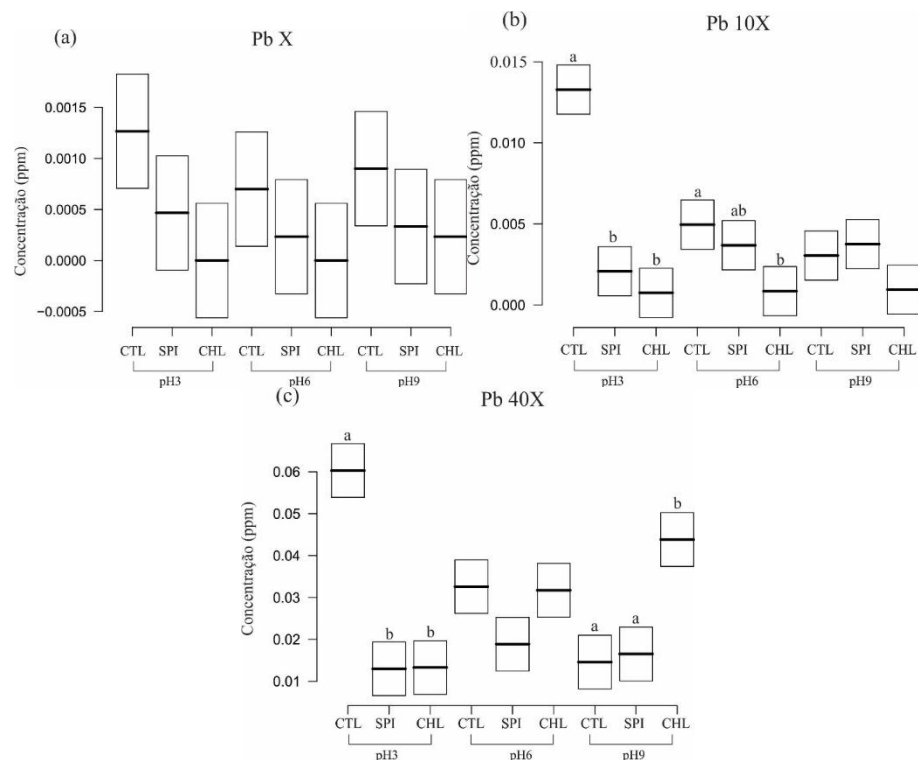 (a)
Pb X
Concentração (ppm)
0.0015
0.0010
0.0005
0.0000
−0.0005
CTL SPI CHL CTL SPI CHL CTL SPI CHL
pH3 pH6 pH9
(b)
Pb 10X
Concentração (ppm)
0.015
0.010
0.005
0.000
a b b a ab b
CTL SPI CHL CTL SPI CHL CTL SPI CHL
pH3 pH6 pH9
(c)
Pb 40X
Concentração (ppm)
0.06
0.05
0.04
0.03
0.02
0.01
a b b a a b
CTL SPI CHL CTL SPI CHL CTL SPI CHL
pH3 pH6 pH9